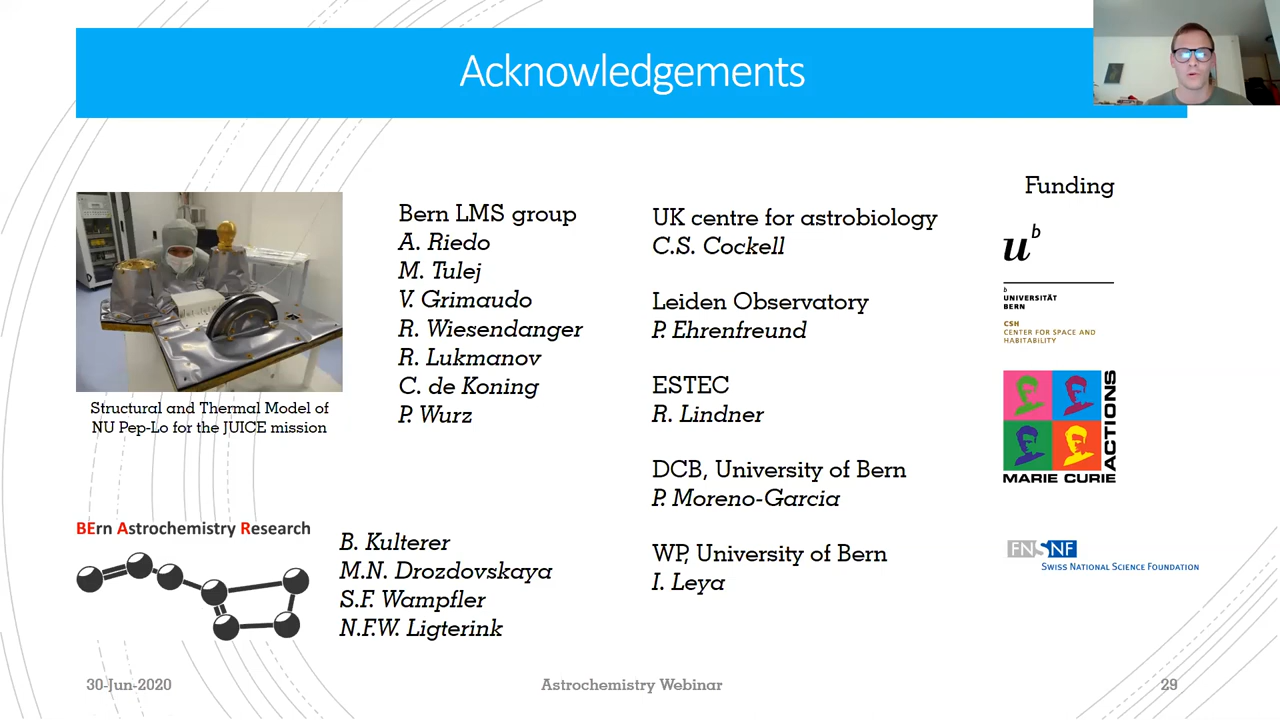 Acknowledgements
Structural and Thermal Model of
NU Pep-Lo for the JUICE mission
BErn Astrochemistry Research
Bern LMS group
A. Riedo
M. Tulej
V. Grimaudo
R. Wiesendanger
R. Lukmanov
C. de Koning
P. Wurz
B. Kulterer
M.N. Drozdovskaya
S.F. Wampfler
N.F.W. Ligterink
UK centre for astrobiology
C.S. Cockell
Leiden Observatory
P. Ehrenfreund
ESTEC
R. Lindner
DCB, University of Bern
P. Moreno-Garcia
WP, University of Bern
I. Leya
Funding
u b
b
UNIVERSITÄT
BERN
CSH
CENTER FOR SPACE AND
HABITABILITY
MARIE CURIE
ACTIONS
FNSNF
SWISS NATIONAL SCIENCE FOUNDATION
30-Jun-2020
Astrochemistry Webinar
29